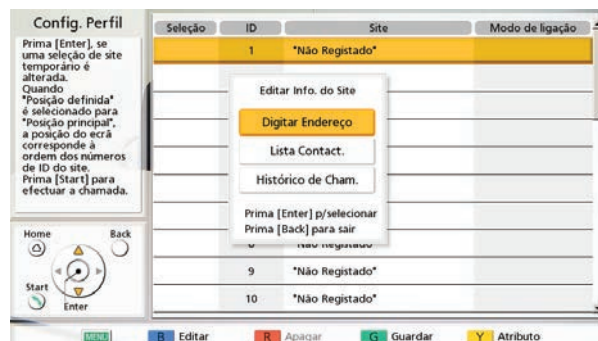 Config. Perfil
Prima [Enter], se
uma seleção de site
temporário é
alterada.
Quando
"Posição definida"
é selecionado para
"Posição principal",
a posição do ecrã
corresponde à
ordem dos números
de ID do site.
Prima [Start] para
efectuar a chamada.
Home Back
Start
Enter
Seleção ID Site Modo de ligação
1 "Não Registado"
Editar Info. do Site
Digitar Endereço
Lista Contact.
Histórico de Cham.
Prima [Enter] p/selecionar
Prima [Back] para sair
8 "Não Registado"
9 "Não Registado"
10 "Não Registado"
MENU B Editar R Apagar G Guardar Y Atributo